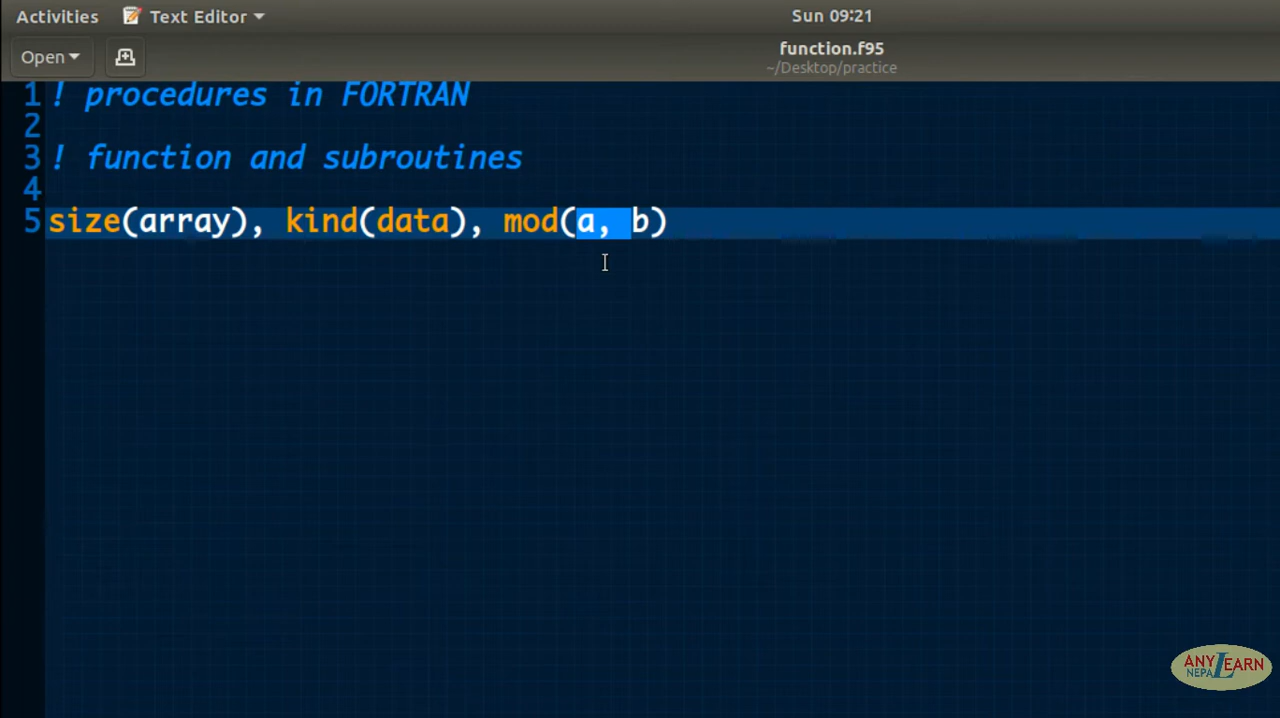 Activities Text Editor Sun 09:21
Open function.f95
~/Desktop/practice
1 ! procedures in FORTRAN
2
3 ! function and subroutines
4
5 size(array), kind(data), mod(a, b)
ANY LEARN
NEPAL